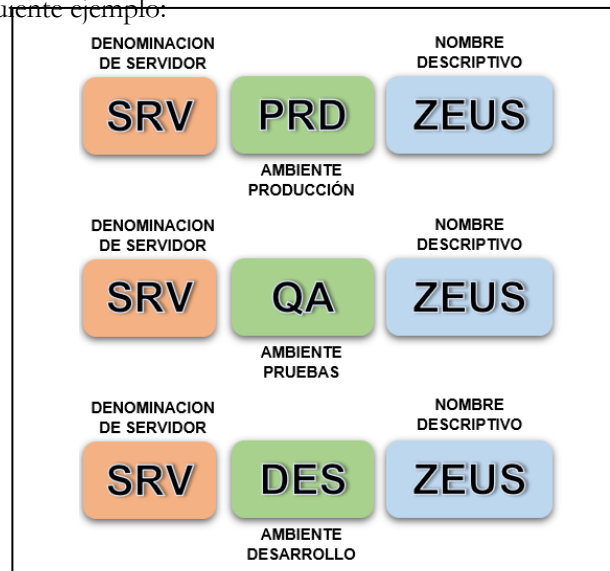 ejemplo:
DENOMINACION
DE SERVIDOR
NOMBRE
DESCRIPTIVO
SRV PRD ZEUS
AMBIENTE
PRODUCCIÓN
DENOMINACION
DE SERVIDOR
NOMBRE
DESCRIPTIVO
SRV QA ZEUS
AMBIENTE
PRUEBAS
DENOMINACION
DE SERVIDOR
NOMBRE
DESCRIPTIVO
SRV DES ZEUS
AMBIENTE
DESARROLLO